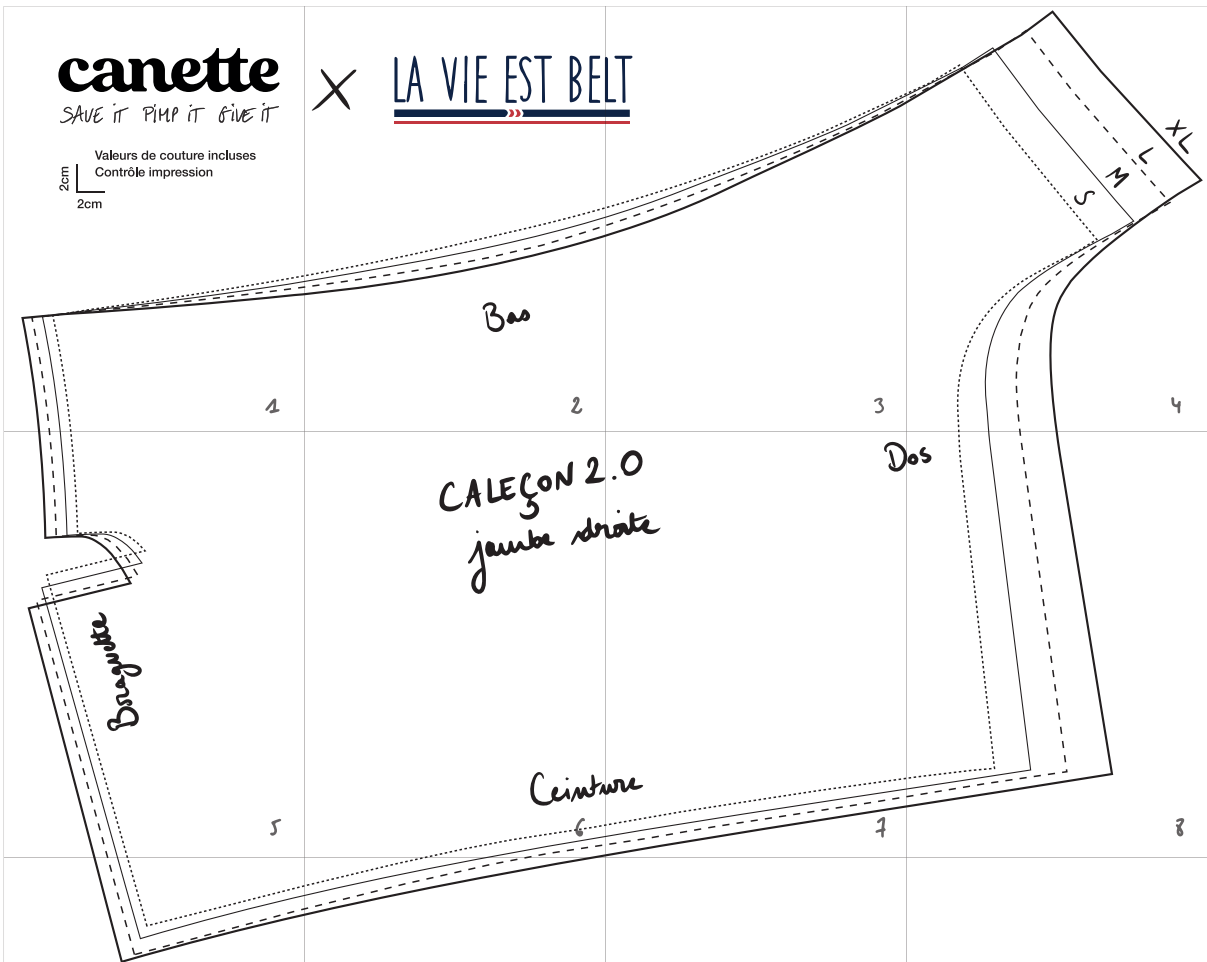 canette
SAVE iT PiMP iT GiVE iT
X
LA VIE EST BELT
Valeurs de couture incluses
Contrôle impression
2cm
2cm
XL
L
M
S
Bas
1
2
3
4
Dos
CALEÇON 2.0
jambe droite
Braguette
Ceinture
5
6
7
8